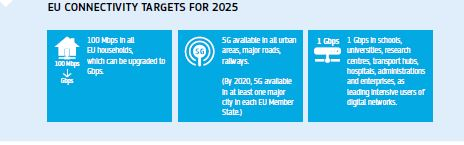 EU CONNECTIVITY TARGETS FOR 2025
100 Mbps
Gbps
100 Mbps in all
EU households,
which can be upgraded to
Gbps.
5G
5G available in all urban
areas, major roads,
railways.
(By 2020, 5G available
in at least one major
city in each EU Member
State.)
1 Gbps
1 Gbps in schools,
universities, research
centres, transport hubs,
hospitals, administrations
and enterprises, as
leading intensive users of
digital networks.